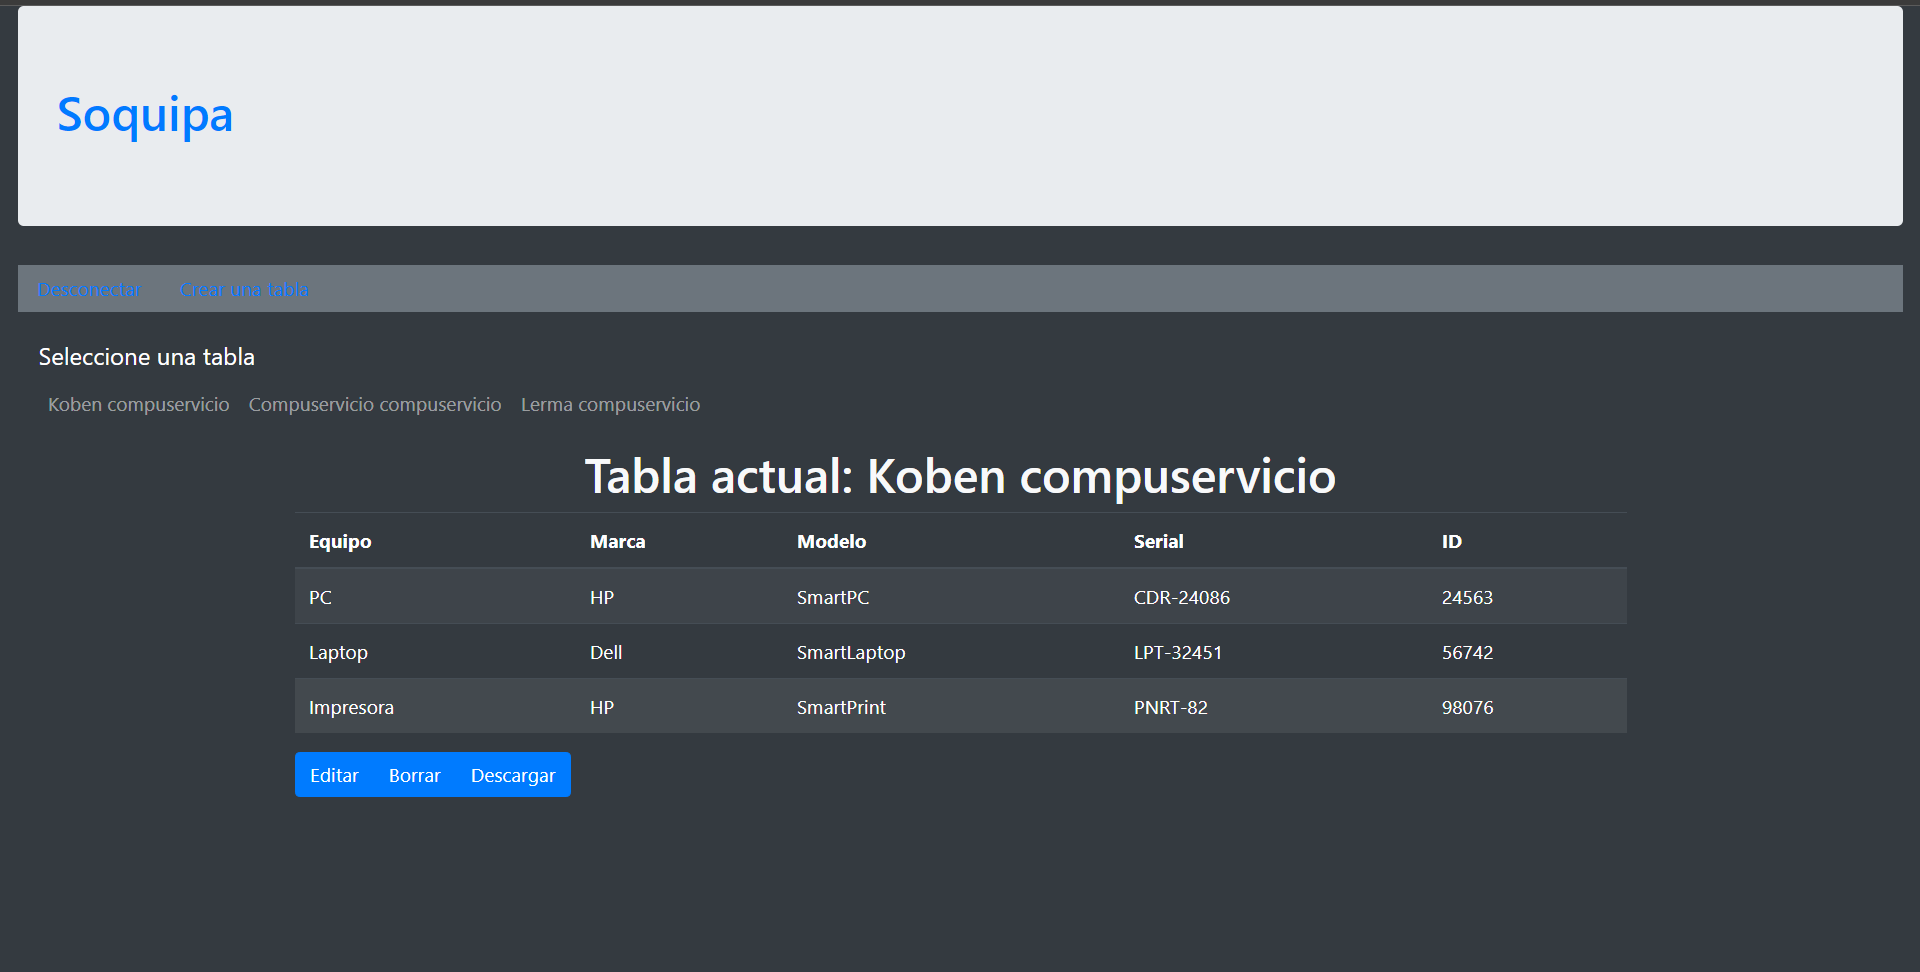 Soquipa
Desconectar Crear una tabla
Seleccione una tabla
Koben compuservicio Compuservicio compuservicio Lerma compuservicio
Tabla actual: Koben compuservicio
Equipo Marca Modelo Serial ID
PC HP SmartPC CDR-24086 24563
Laptop Dell SmartLaptop LPT-32451 56742
Impresora HP SmartPrint PNRT-82 98076
Editar Borrar Descargar